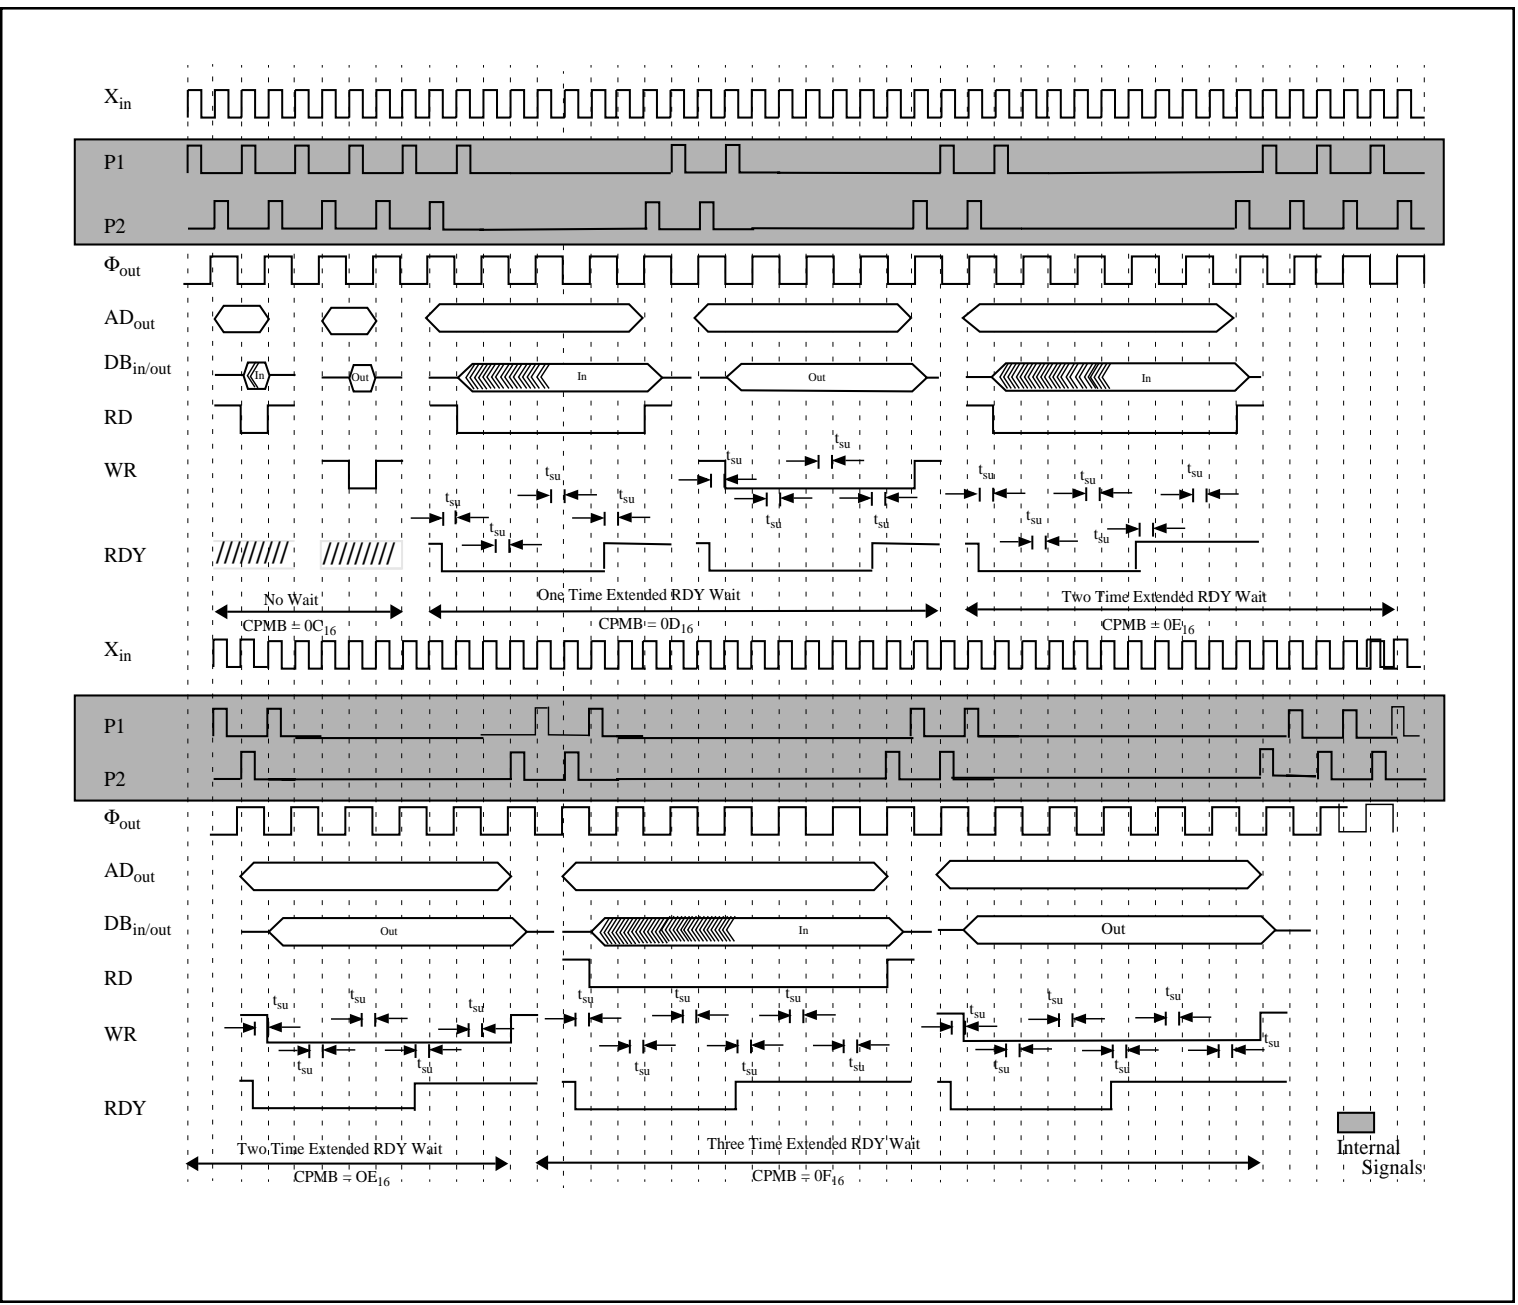 Xin
P1
P2
Φout
ADout
DBin/out In Out In Out In
RD
WR
tsu tsu tsu tsu tsu tsu
tsu tsu tsu tsu tsu
tsu tsu tsu
RDY
No Wait One Time Extended RDY Wait Two Time Extended RDY Wait
CPMB = 0C16 CPMB = 0D16 CPMB = 0E16
Xin
P1
P2
Φout
ADout
DBin/out Out In Out
RD
tsu tsu tsu tsu tsu tsu tsu tsu tsu
WR
tsu tsu tsu tsu tsu tsu tsu tsu
RDY
Two Time Extended RDY Wait Three Time Extended RDY Wait
CPMB = OE16 CPMB = 0F16
Internal
Signals